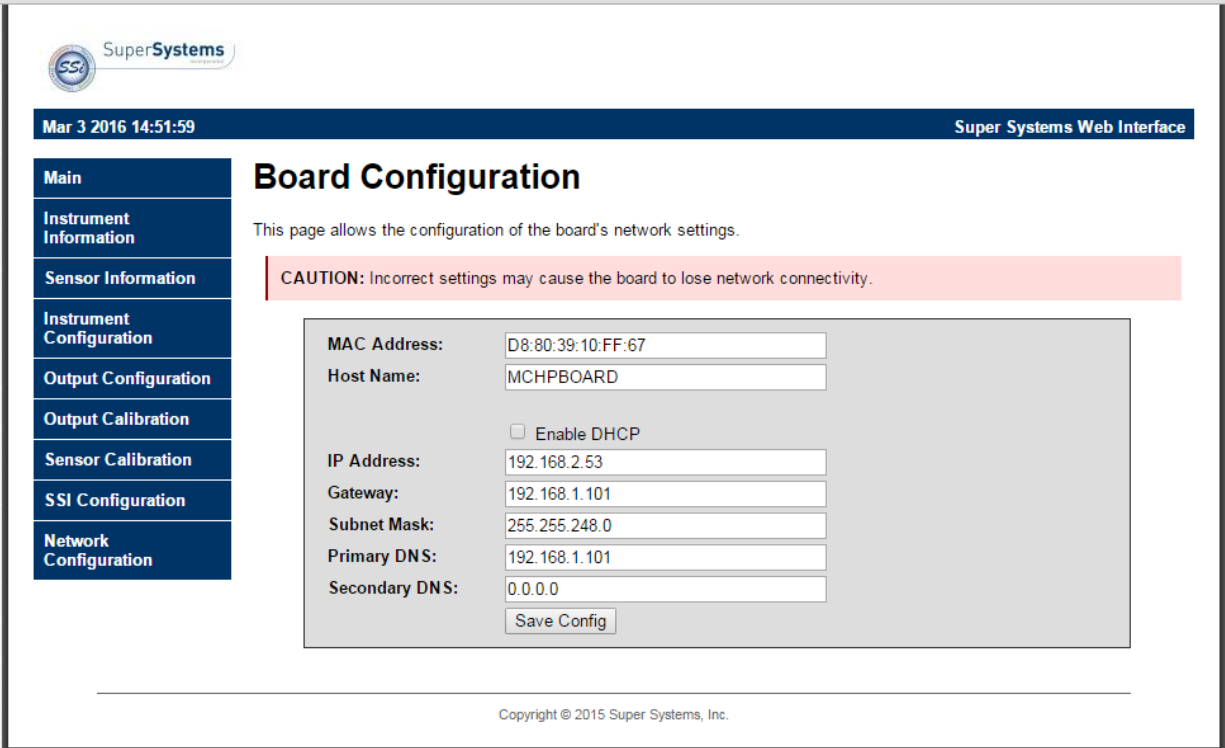 SuperSystems
incorporated
SSi
Mar 3 2016 14:51:59
Super Systems Web Interface
Main
Instrument
Information
Sensor Information
Instrument
Configuration
Output Configuration
Output Calibration
Sensor Calibration
SSI Configuration
Network
Configuration
Board Configuration
This page allows the configuration of the board's network settings.
CAUTION: Incorrect settings may cause the board to lose network connectivity.
MAC Address: D8:80:39:10:FF:67
Host Name: MCHPBOARD
Enable DHCP
IP Address: 192.168.2.53
Gateway: 192.168.1.101
Subnet Mask: 255.255.248.0
Primary DNS: 192.168.1.101
Secondary DNS: 0.0.0.0
Save Config
Copyright © 2015 Super Systems, Inc.